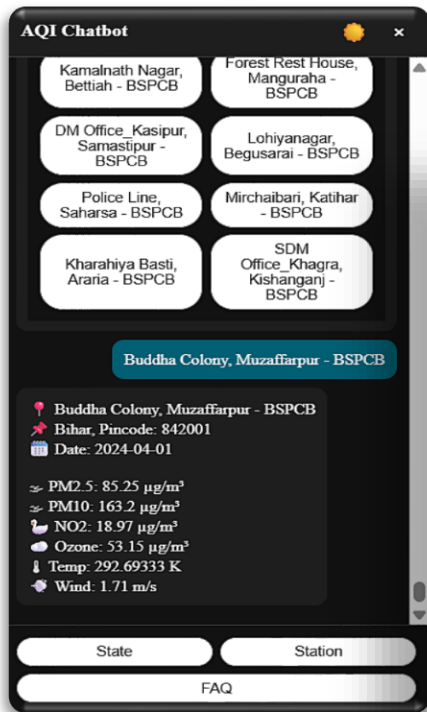 AQI Chatbot
×
Kamalnath Nagar,
Bettiah - BSPCB
Forest Rest House,
Manguraha -
BSPCB
DM Office_Kasipur,
Samastipur -
BSPCB
Lohiyanagar,
Begusarai - BSPCB
Police Line,
Saharsa - BSPCB
Mirchaibari, Katihar
- BSPCB
Kharahiya Basti,
Araria - BSPCB
SDM
Office_Khagra,
Kishanganj -
BSPCB
Buddha Colony, Muzaffarpur - BSPCB
Buddha Colony, Muzaffarpur - BSPCB
Bihar, Pincode: 842001
Date: 2024-04-01
PM2.5: 85.25 µg/m³
PM10: 163.2 µg/m³
NO2: 18.97 µg/m³
Ozone: 53.15 µg/m³
Temp: 292.69333 K
Wind: 1.71 m/s
State
Station
FAQ